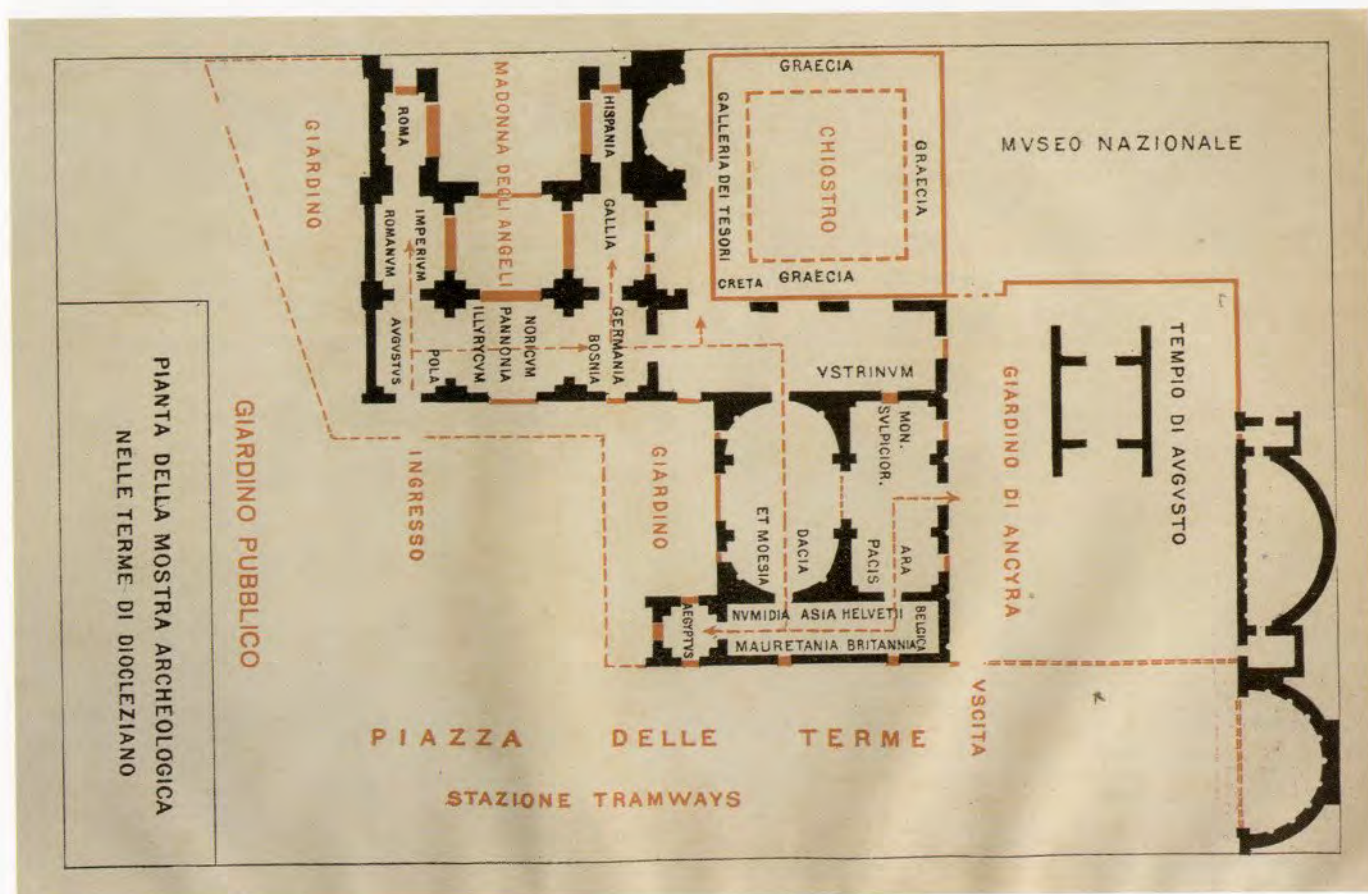 PIANTA DELLA MOSTRA ARCHEOLOGICA
NELLE TERME DI DIOCLEZIANO
GIARDINO PUBBLICO
GIARDINO
INGRESSO
ROMA
IMPERIVM
ROMANVM
AVGVSTVS
POLA
MADONNA DEGLI ANGELI
ILLYRYCVM
PANNONIA
NORICVM
HISPANIA
GALLIA
BOSNIA
GERMANIA
GIARDINO
GRAECIA
GALLERIA DEI TESORI
CHIOSTRO
GRAECIA
CRETA
GRAECIA
MVSEO NAZIONALE
VSTRINVM
MON.
SVLPICIOR.
DACIA
ET MOESIA
ARA
PACIS
AEGYPTVS
NVMIDIA ASIA HELVETII
BELGICA
MAURETANIA BRITANNIA
GIARDINO DI ANCYRA
TEMPIO DI AVGVSTO
VSCITA
PIAZZA DELLE TERME
STAZIONE TRAMWAYS